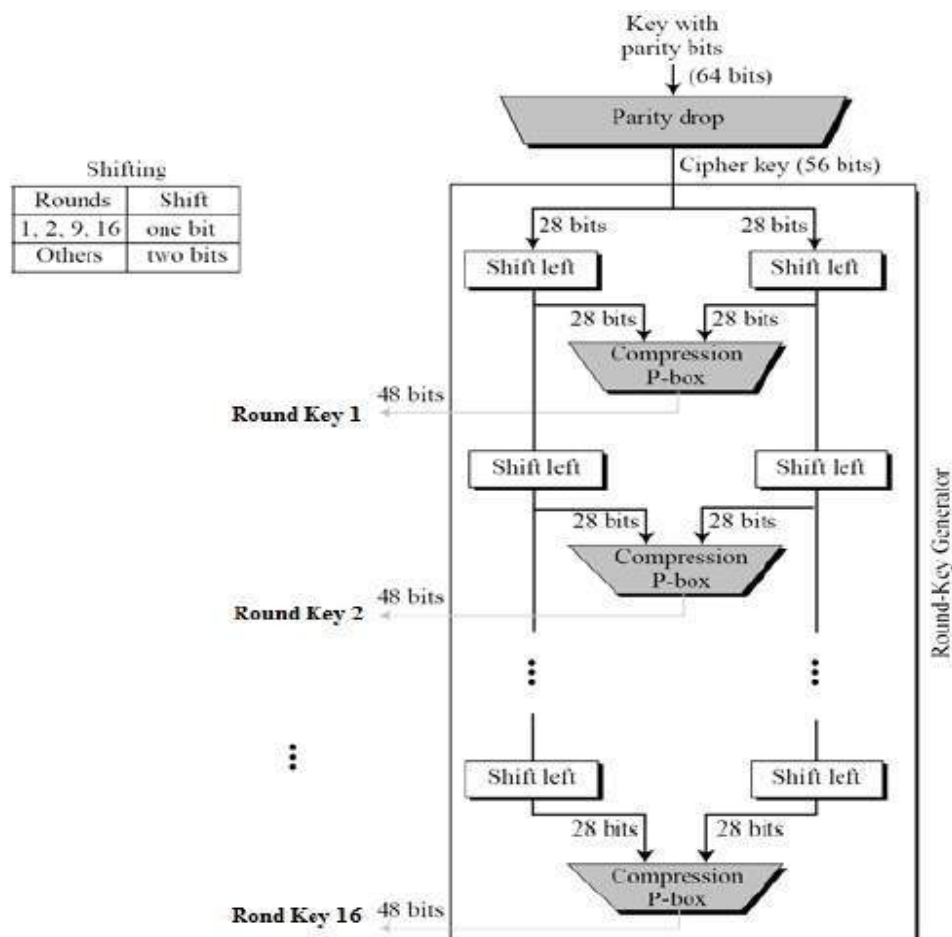 Key with
parity bits
(64 bits)
Parity drop
Cipher key (56 bits)
Shifting
Rounds Shift
1, 2, 9, 16 one bit
Others two bits
28 bits 28 bits
Shift left Shift left
28 bits 28 bits
Compression
P-box
48 bits
Round Key 1
Shift left Shift left
28 bits 28 bits
Compression
P-box
48 bits
Round Key 2
Round-Key Generator
Shift left Shift left
28 bits 28 bits
Compression
P-box
48 bits
Rond Key 16